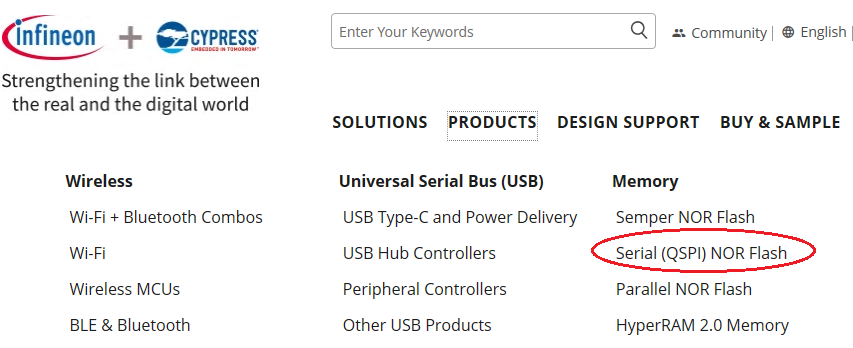 infineon + CYPRESS
EMBEDDED IN TOMORROW™
Strengthening the link between
the real and the digital world
Enter Your Keywords
Community | English |
SOLUTIONS PRODUCTS DESIGN SUPPORT BUY & SAMPLE
Wireless Universal Serial Bus (USB) Memory
Wi-Fi + Bluetooth Combos USB Type-C and Power Delivery Semper NOR Flash
Wi-Fi USB Hub Controllers Serial (QSPI) NOR Flash
Wireless MCUs Peripheral Controllers Parallel NOR Flash
BLE & Bluetooth Other USB Products HyperRAM 2.0 Memory